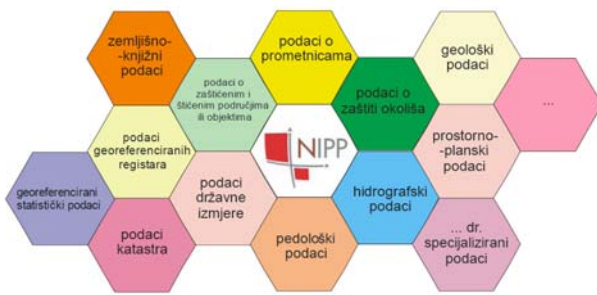 zemljišno-
-knjižni
podaci
podaci o
zaštićenim i
štićenim područjima
ili objektima
podaci o
prometnicama
podaci o
zaštiti okoliša
geološki
podaci
...
podaci
georeferenciranih
registara
NIPP
prostorno-
-planski
podaci
georeferencirani
statistički podaci
podaci
državne
izmjere
hidrografski
podaci
podaci
katastra
pedološki
podaci
... dr.
specijalizirani
podaci